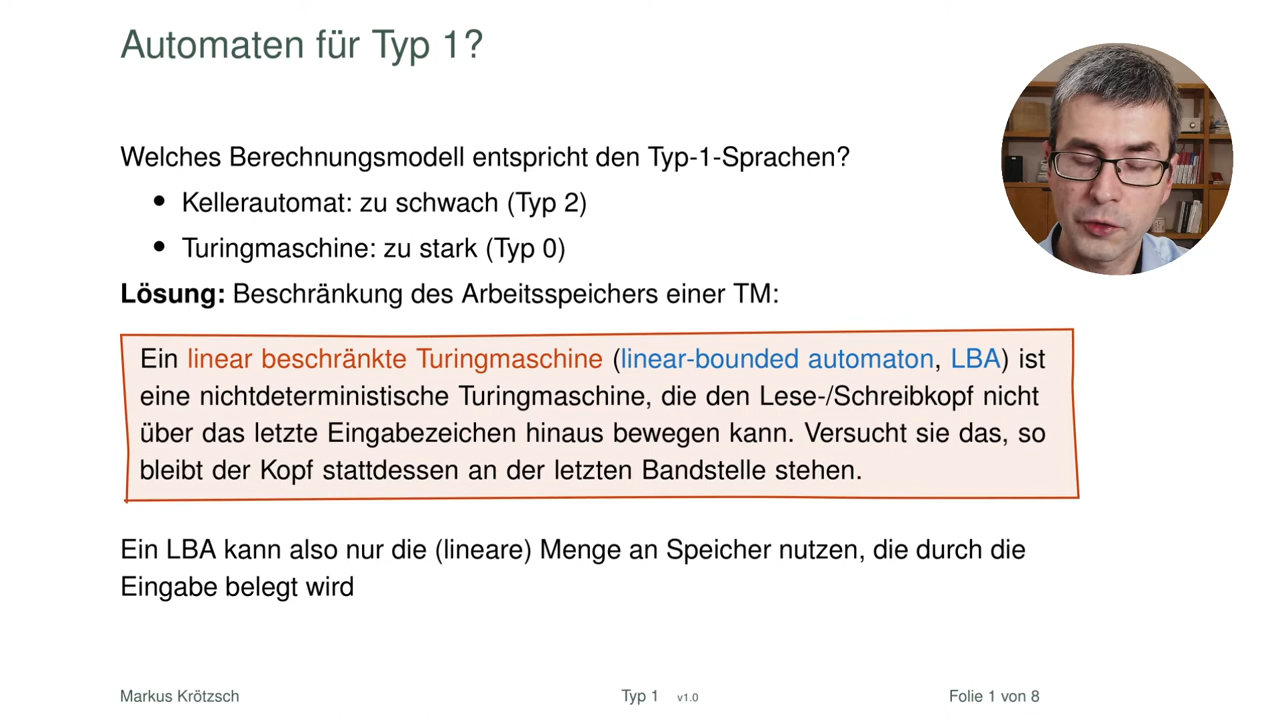 Automaten für Typ 1?
Welches Berechnungsmodell entspricht den Typ-1-Sprachen?
• Kellerautomat: zu schwach (Typ 2)
• Turingmaschine: zu stark (Typ 0)
Lösung: Beschränkung des Arbeitsspeichers einer TM:
Ein linear beschränkte Turingmaschine (linear-bounded automaton, LBA) ist
eine nichtdeterministische Turingmaschine, die den Lese-/Schreibkopf nicht
über das letzte Eingabezeichen hinaus bewegen kann. Versucht sie das, so
bleibt der Kopf stattdessen an der letzten Bandstelle stehen.
Ein LBA kann also nur die (lineare) Menge an Speicher nutzen, die durch die
Eingabe belegt wird
Markus Krötzsch Typ 1 v1.0 Folie 1 von 8